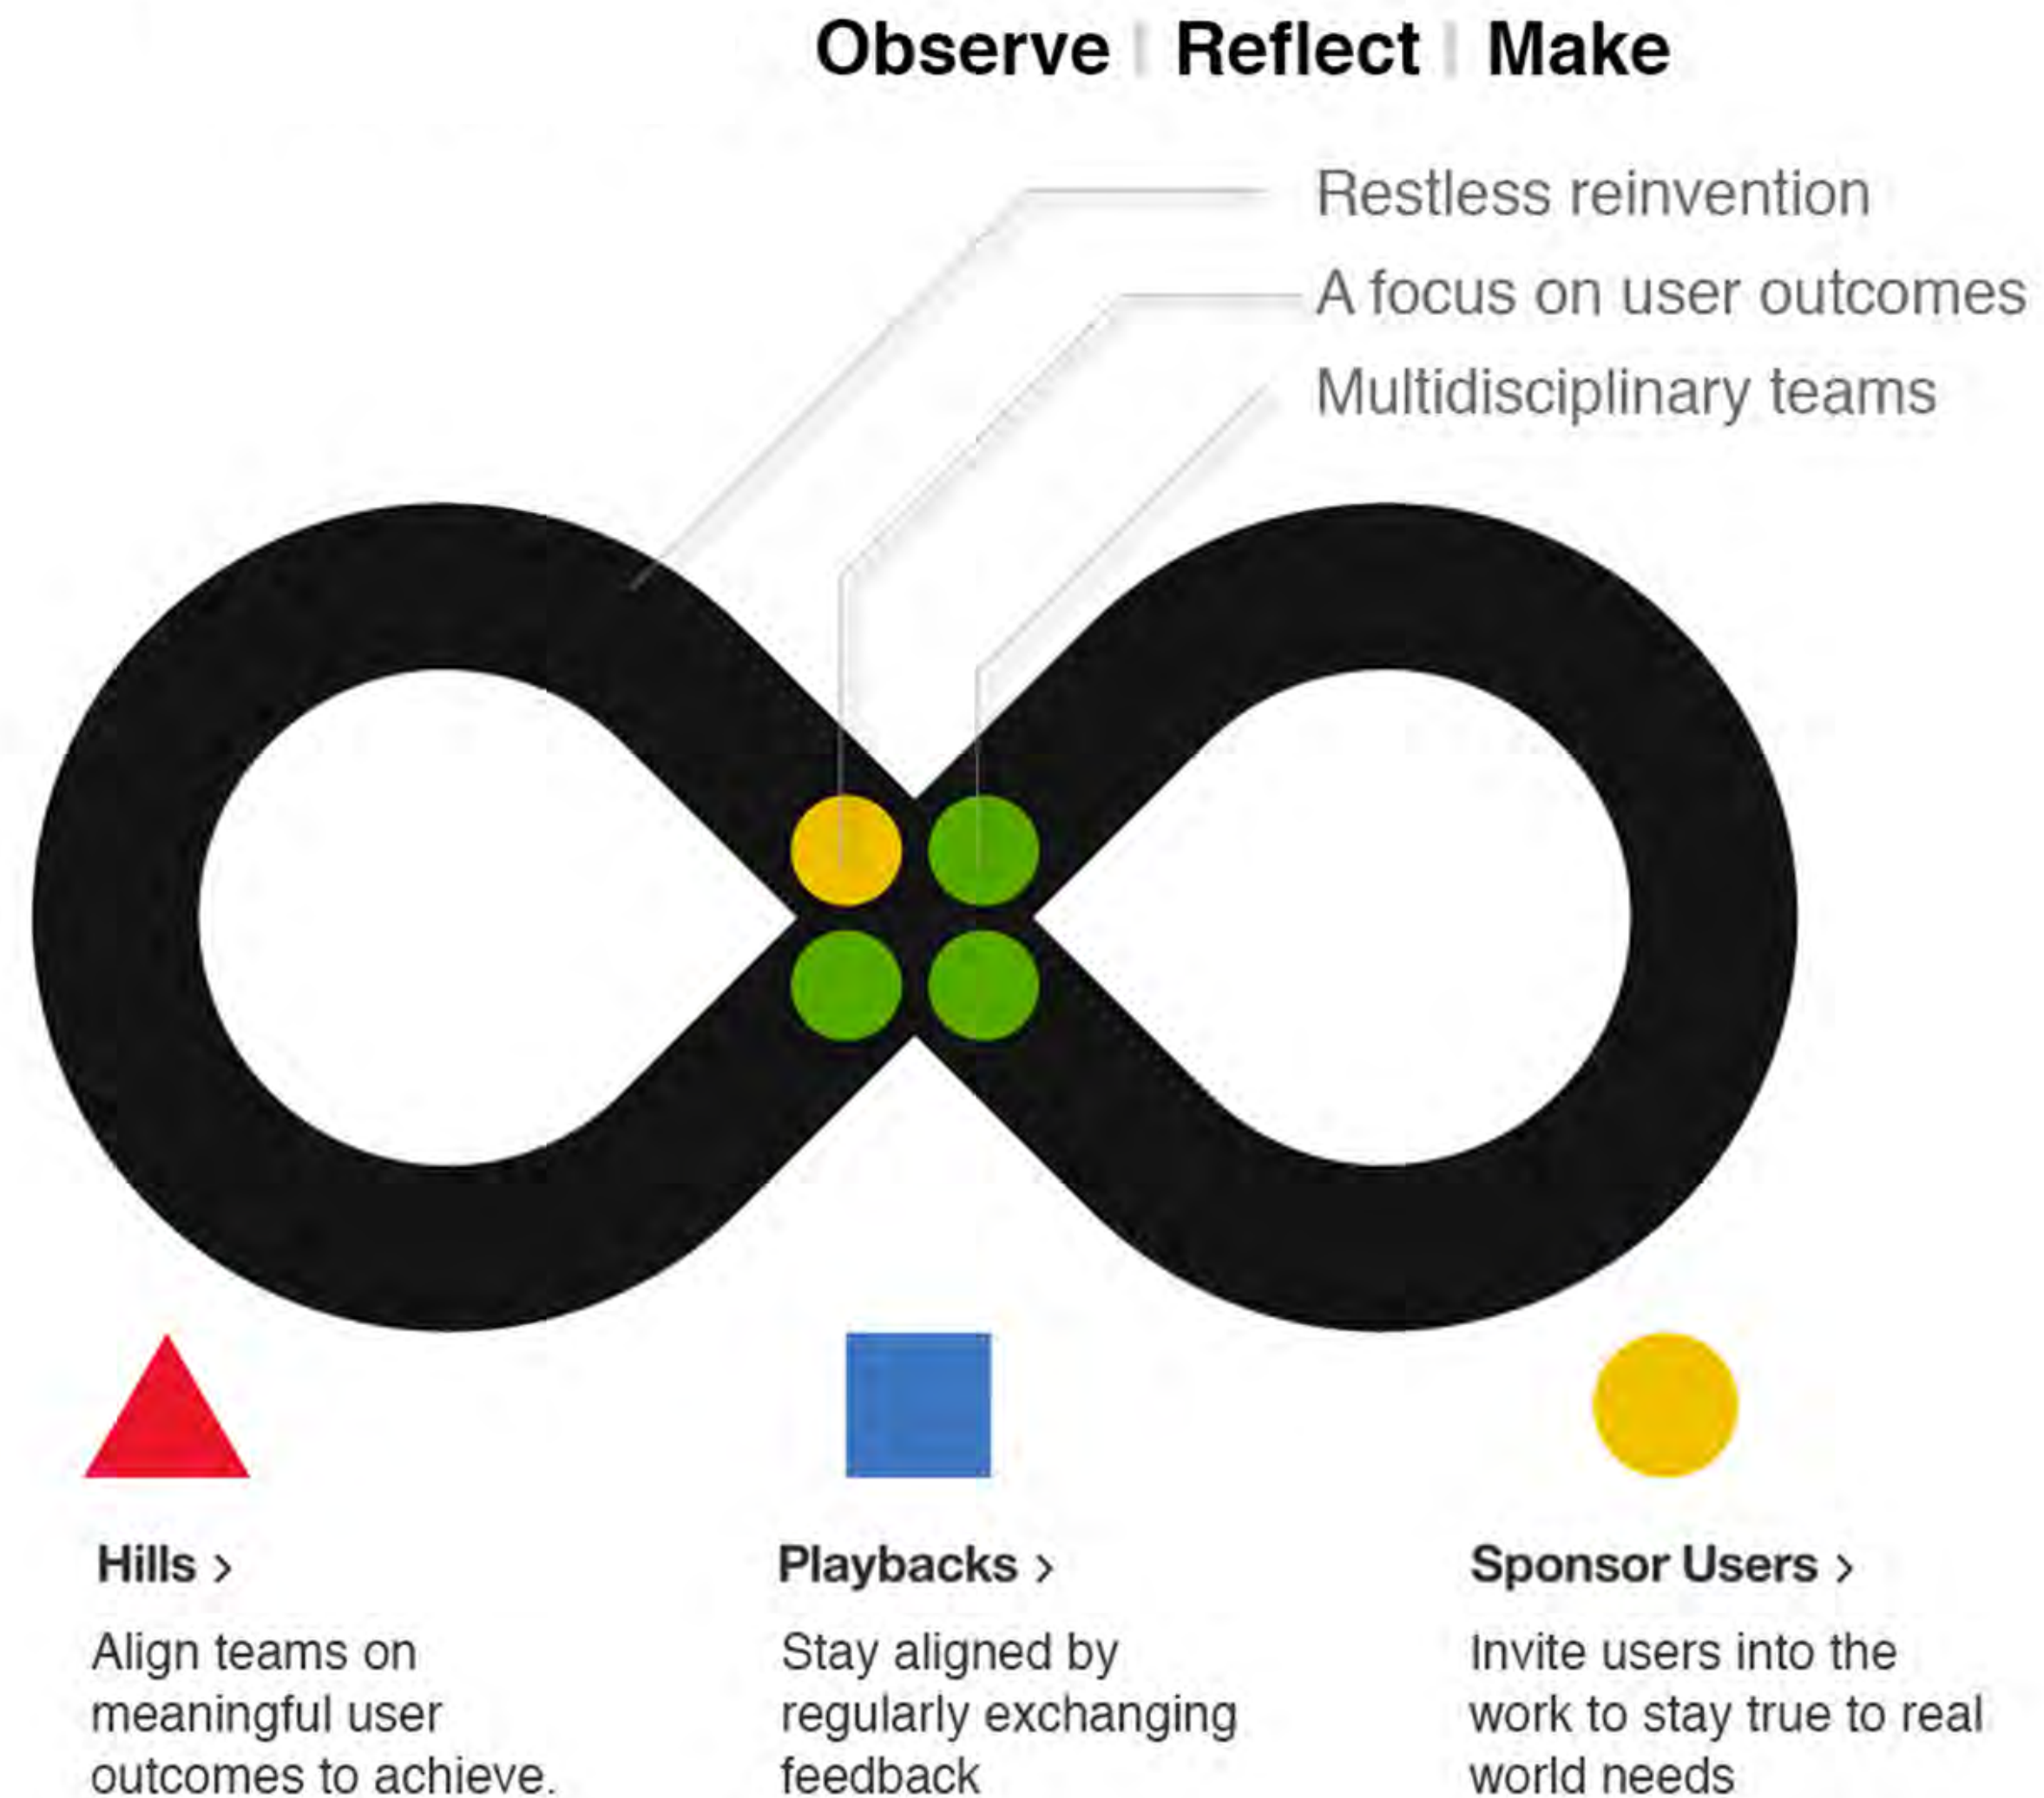 Observe | Reflect | Make
Restless reinvention
A focus on user outcomes
Multidisciplinary teams
Hills >
Align teams on
meaningful user
outcomes to achieve.
Playbacks >
Stay aligned by
regularly exchanging
feedback
Sponsor Users >
Invite users into the
work to stay true to real
world needs